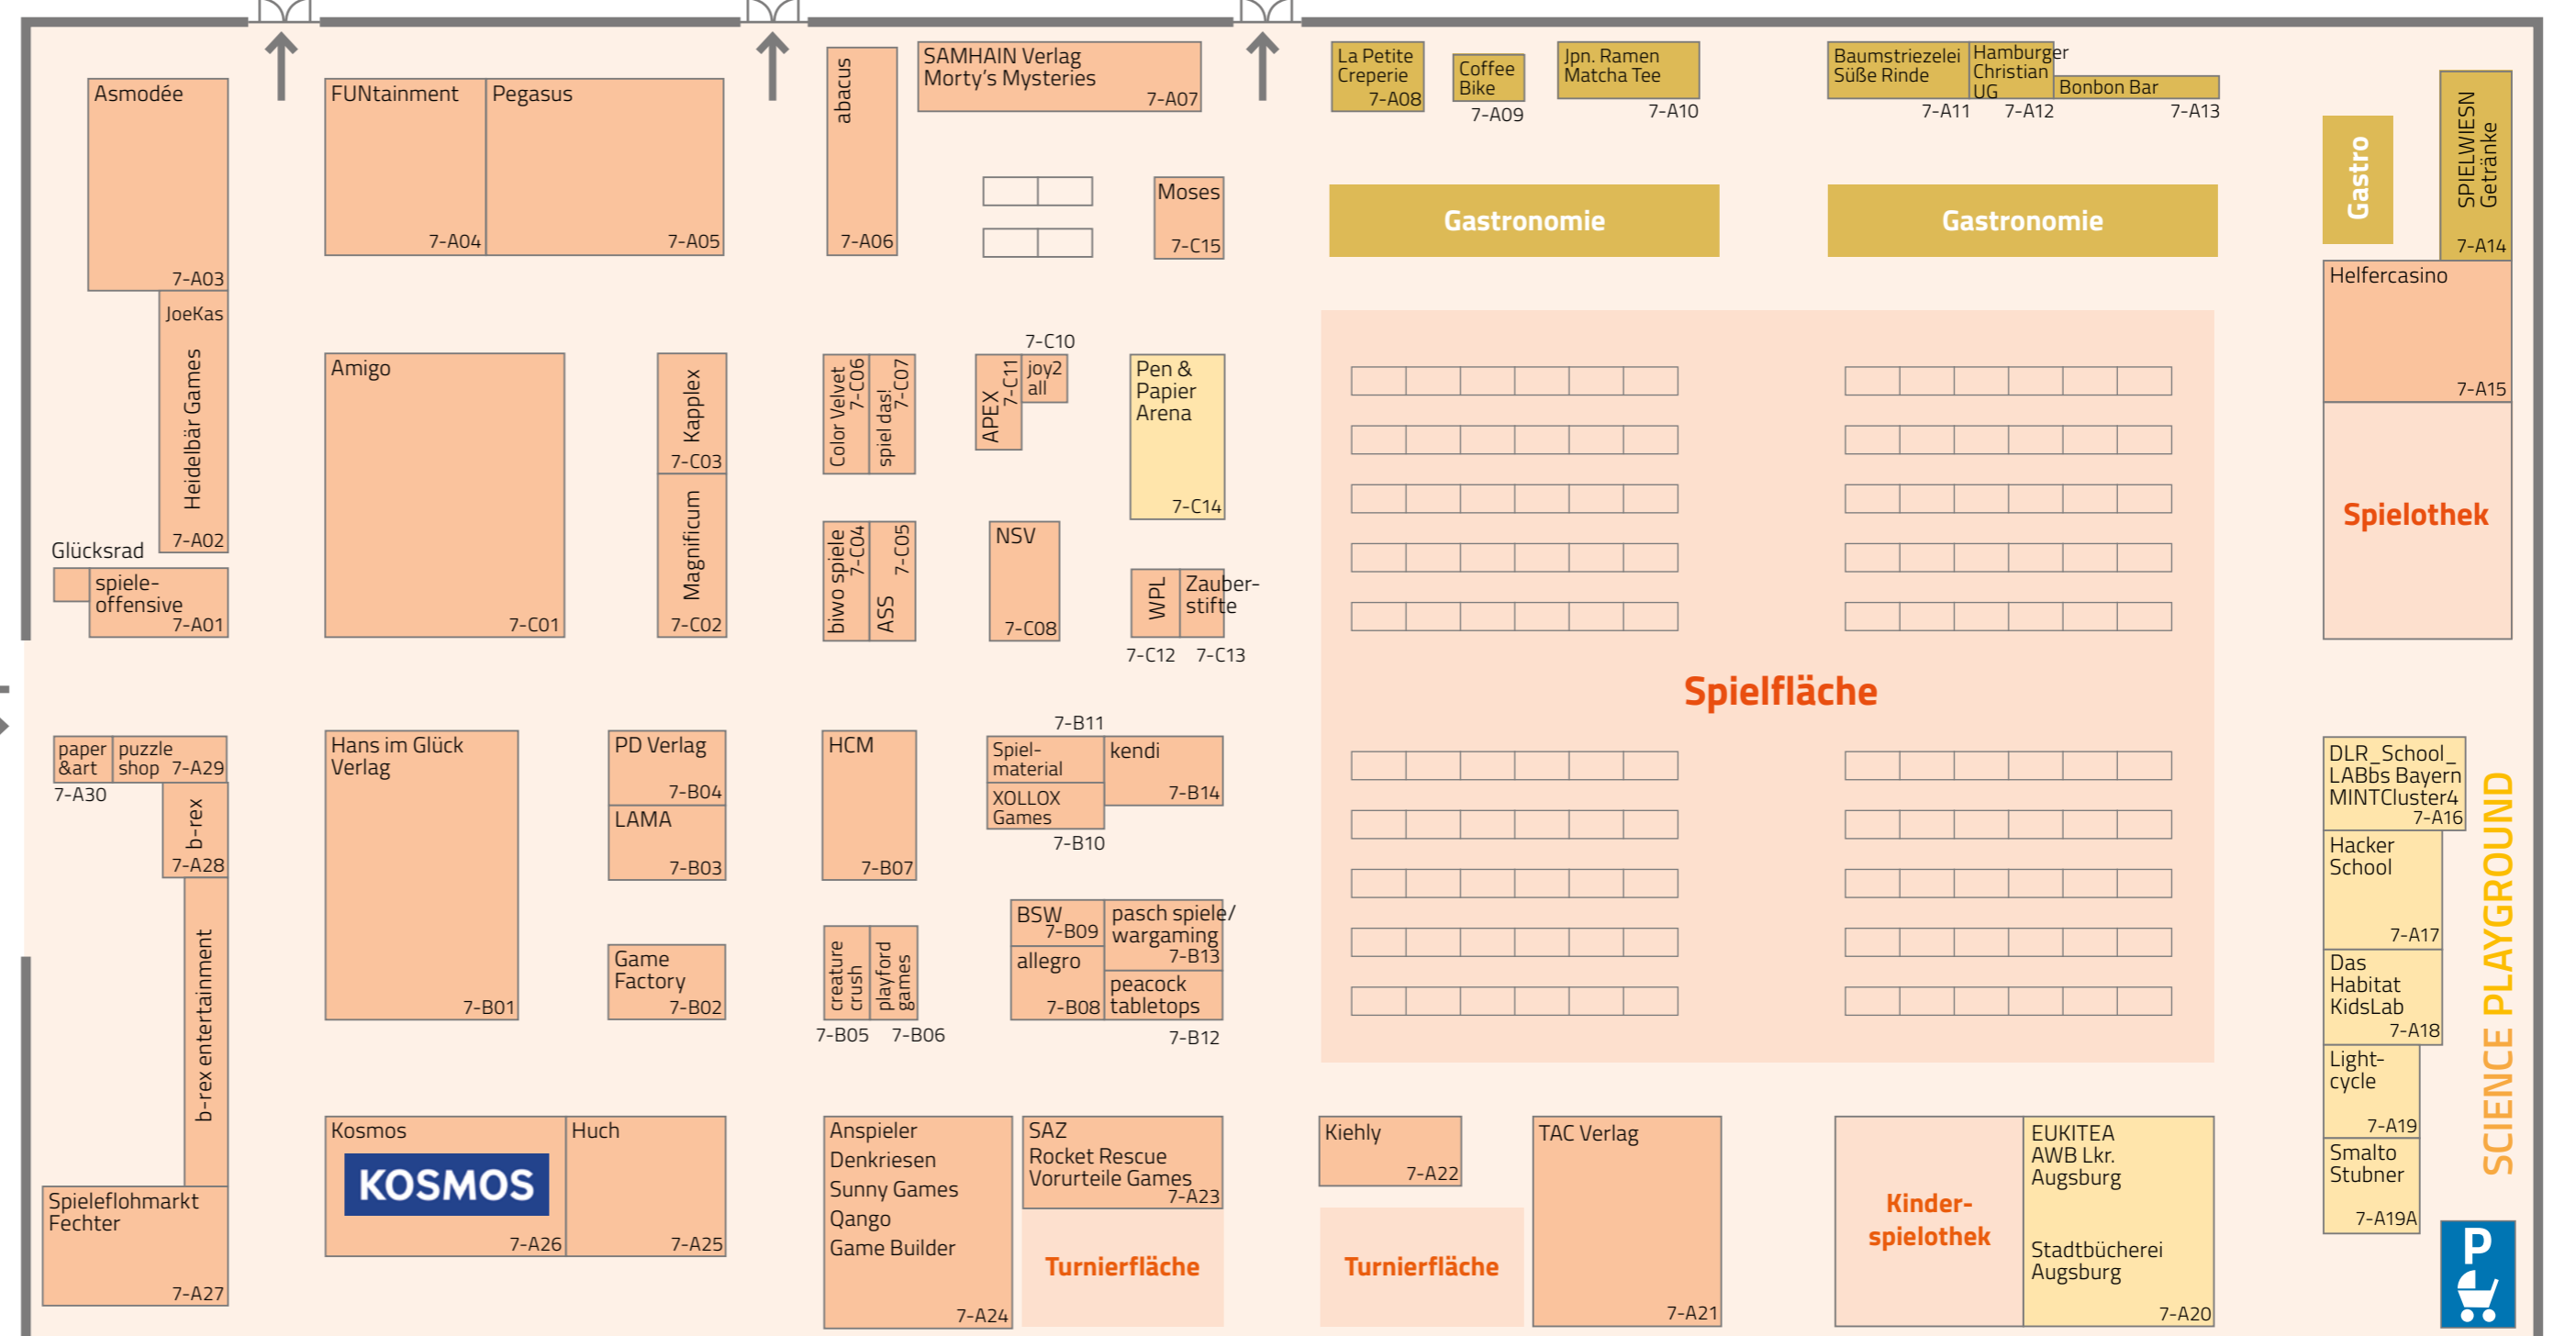 Asmodée
7-A03
FUNtainment
7-A04
Pegasus
7-A05
abacus
7-A06
SAMHAIN Verlag
Morty's Mysteries
7-A07
La Petite
Creperie
7-A08
Coffee
Bike
7-A09
Jpn. Ramen
Matcha Tee
7-A10
Baumstriezelei
Süße Rinde
7-A11
Hamburger
Christian
UG
7-A12
Bonbon Bar
7-A13
Gastro
SPIELWIESN
Getränke
7-A14
Moses
7-C15
Gastronomie
Gastronomie
Helfercasino
7-A15
JoeKas
Heidelbär Games
7-A02
Glücksrad
spiele-
offensive
7-A01
Amigo
7-C01
Kapplex
7-C03
Magnificum
7-C02
Color Velvet
7-C06
spiel das!
7-C07
biwo spiele
7-C04
ASS
7-C05
APEX
7-C11
7-C10
joy2
all
NSV
7-C08
Pen &
Papier
Arena
7-C14
WPL
7-C12
Zauber-
stifte
7-C13
Spielothek
Spielfläche
paper
&art
7-A30
puzzle
shop
7-A29
b-rex
7-A28
b-rex entertainment
Hans im Glück
Verlag
7-B01
PD Verlag
7-B04
LAMA
7-B03
Game
Factory
7-B02
HCM
7-B07
creature
crush
7-B05
playford
games
7-B06
7-B11
Spiel-
material
XOLLOX
Games
7-B10
kendi
7-B14
BSW
7-B09
allegro
7-B08
pasch spiele/
wargaming
7-B13
peacock
tabletops
7-B12
DLR_School_
LABbs Bayern
MINTCluster4
7-A16
Hacker
School
7-A17
Das
Habitat
KidsLab
7-A18
Light-
cycle
7-A19
Smalto
Stubner
7-A19A
SCIENCE PLAYGROUND
Spieleflohmarkt
Fechter
7-A27
Kosmos
KOSMOS
7-A26
Huch
7-A25
Anspieler
Denkriesen
Sunny Games
Qango
Game Builder
7-A24
SAZ
Rocket Rescue
Vorurteile Games
7-A23
Turnierfläche
Kiehly
7-A22
Turnierfläche
TAC Verlag
7-A21
Kinder-
spielothek
EUKITEA
AWB Lkr.
Augsburg
Stadtbücherei
Augsburg
7-A20
P